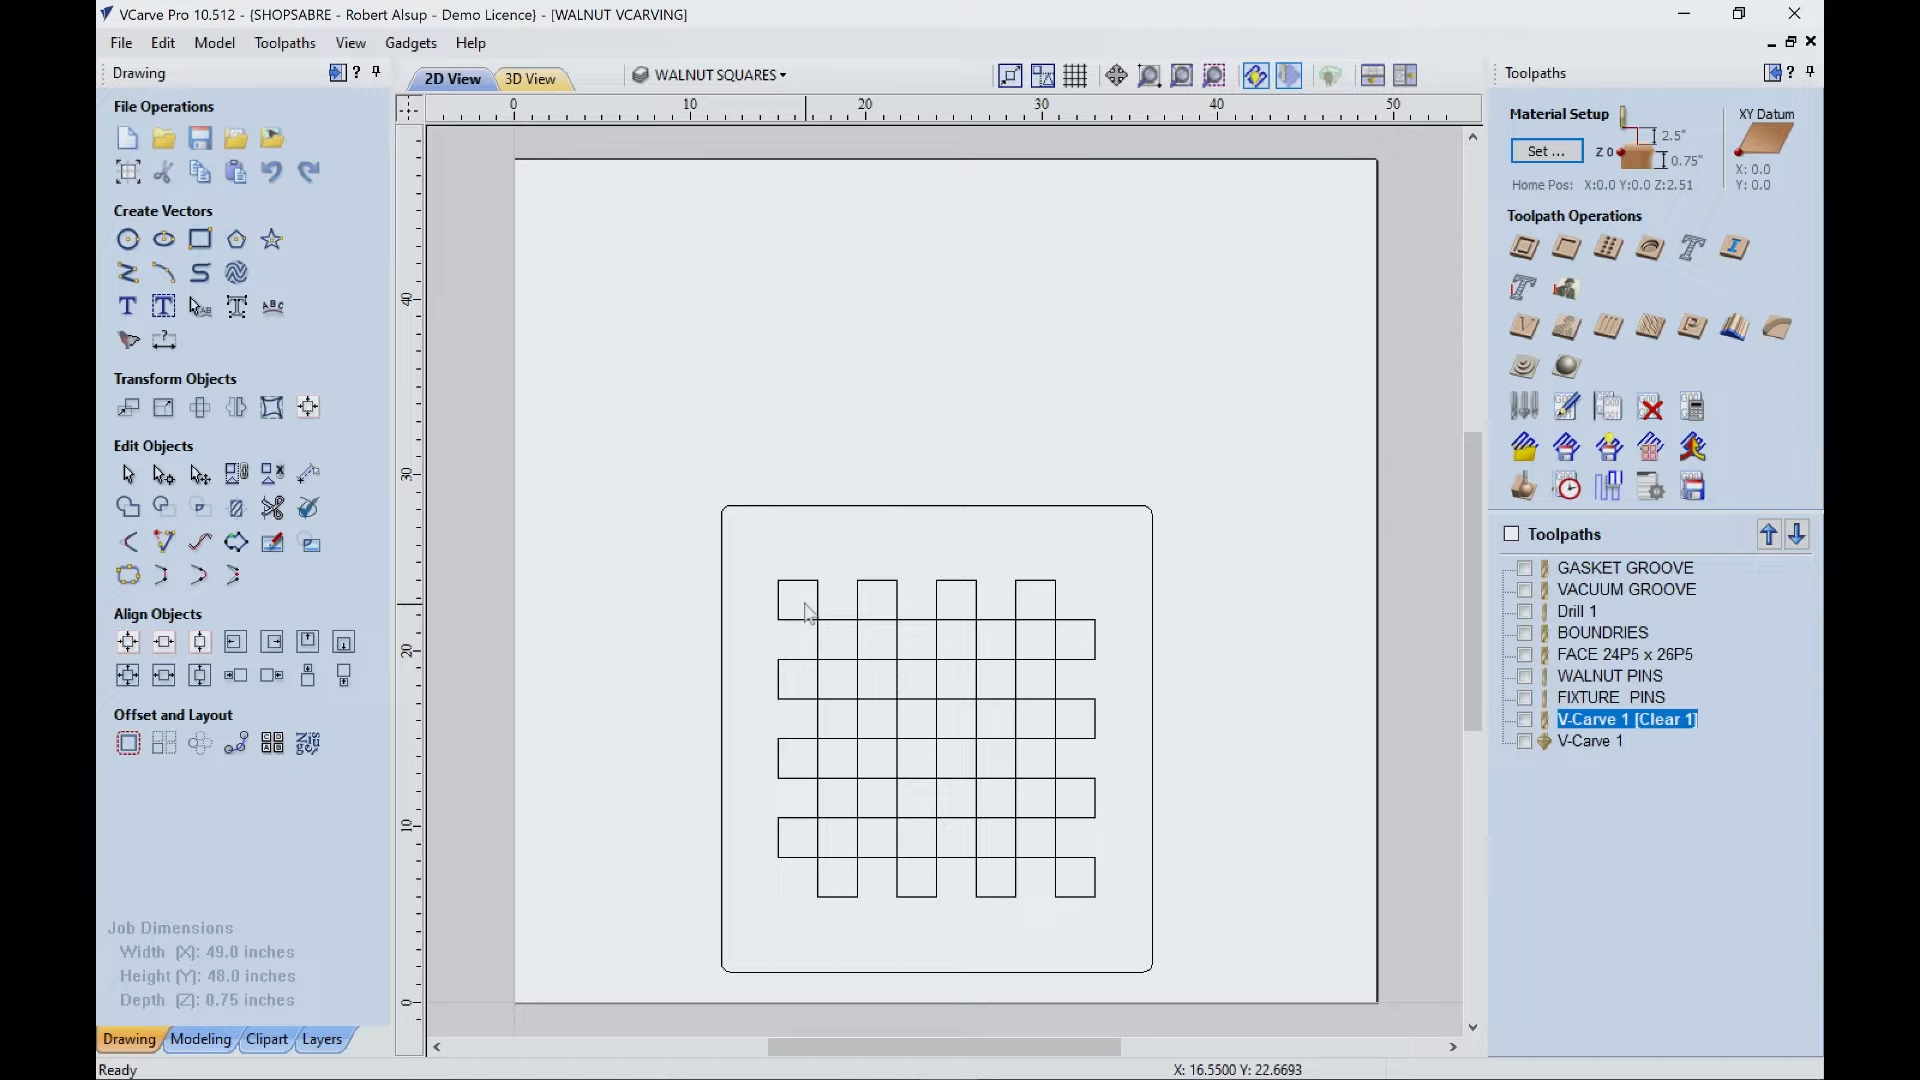 VCarve Pro 10.512 - {SHOPSABRE - Robert Alsup - Demo Licence} - [WALNUT VCARVING]
File Edit Model Toolpaths View Gadgets Help
Drawing
2D View 3D View WALNUT SQUARES
Toolpaths
File Operations
Create Vectors
Transform Objects
Edit Objects
Align Objects
Offset and Layout
Job Dimensions
Width (X): 49.0 inches
Height (Y): 48.0 inches
Depth (Z): 0.75 inches
Drawing Modeling Clipart Layers
Ready
0 10 20 30 40 50
40
30
20
10
0
X: 16.5500 Y: 22.6693
Material Setup
Set ...
2.5"
Z 0
0.75"
XY Datum
X: 0.0
Y: 0.0
Home Pos: X:0.0 Y:0.0 Z:2.51
Toolpath Operations
Toolpaths
GASKET GROOVE
VACUUM GROOVE
Drill 1
BOUNDRIES
FACE 24P5 x 26P5
WALNUT PINS
FIXTURE PINS
V-Carve 1 [Clear 1]
V-Carve 1